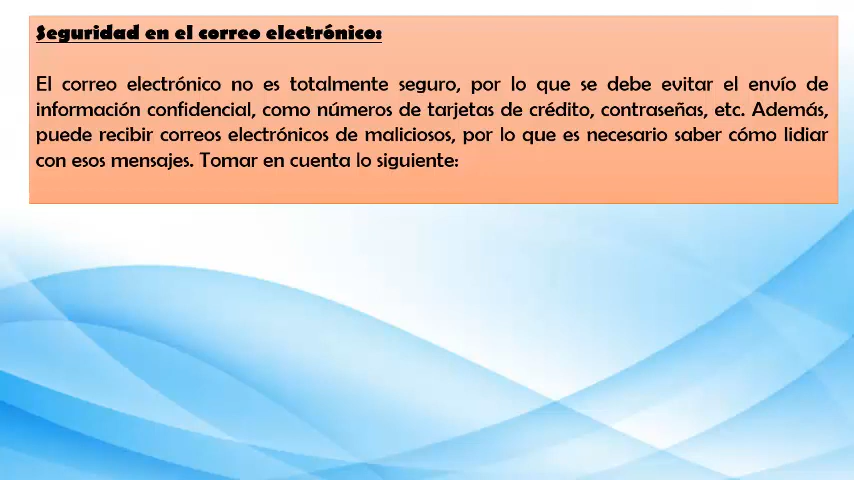 Seguridad en el correo electrónico:
El correo electrónico no es totalmente seguro, por lo que se debe evitar el envío de
información confidencial, como números de tarjetas de crédito, contraseñas, etc. Además,
puede recibir correos electrónicos de maliciosos, por lo que es necesario saber cómo lidiar
con esos mensajes. Tomar en cuenta lo siguiente: